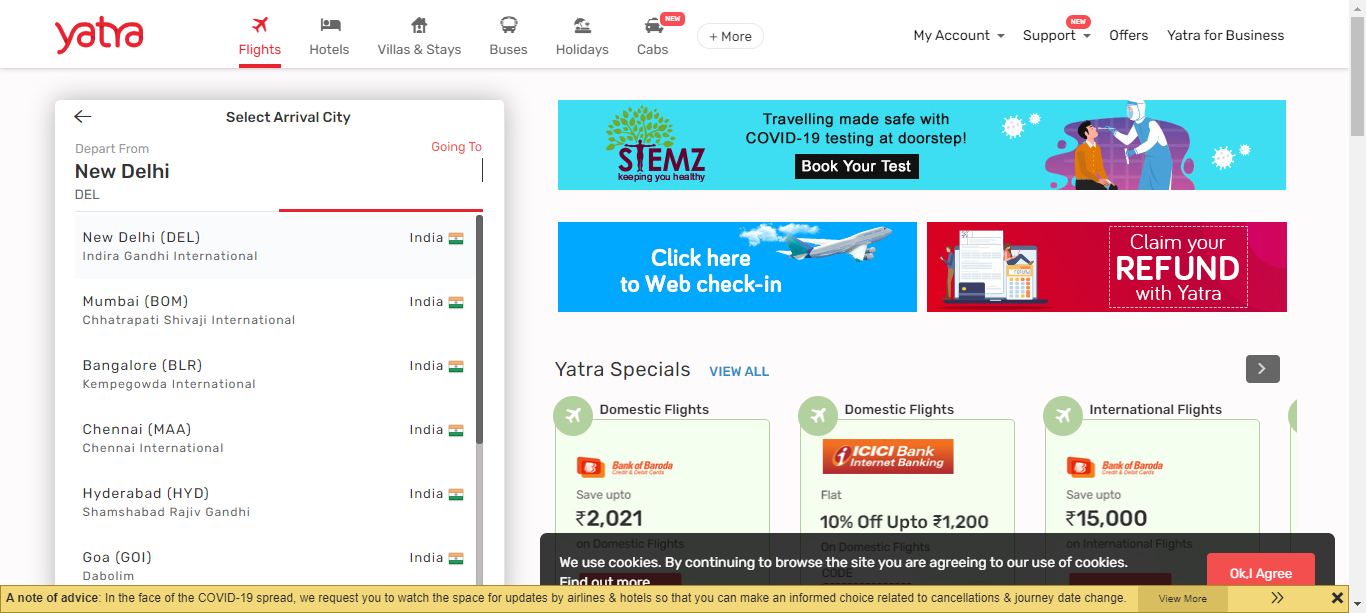 yatra
Flights
Hotels
Villas & Stays
Buses
Holidays
NEW
Cabs
+ More
My Account
NEW
Support
Offers
Yatra for Business
Select Arrival City
Depart From
New Delhi
DEL
Going To
New Delhi (DEL)
India
Indira Gandhi International
Mumbai (BOM)
India
Chhatrapati Shivaji International
Bangalore (BLR)
India
Kempegowda International
Chennai (MAA)
India
Chennai International
Hyderabad (HYD)
India
Shamshabad Rajiv Gandhi
Goa (GOI)
India
Dabolim
STEMZ
keeping you healthy
Travelling made safe with
COVID-19 testing at doorstep!
Book Your Test
Click here
to Web check-in
Claim your
REFUND
with Yatra
Yatra Specials
VIEW ALL
Domestic Flights
Bank of Baroda
Credit & Debit Cards
Save upto
₹2,021
on Domestic Flights
Domestic Flights
ICICI Bank
Internet Banking
Flat
10% Off Upto ₹1,200
On Domestic Flights
CODE
International Flights
Bank of Baroda
Credit & Debit Cards
Save upto
₹15,000
on International Flights
We use cookies. By continuing to browse the site you are agreeing to our use of cookies.
Find out more
Ok,I Agree
A note of advice: In the face of the COVID-19 spread, we request you to watch the space for updates by airlines & hotels so that you can make an informed choice related to cancellations & journey date change.
View More